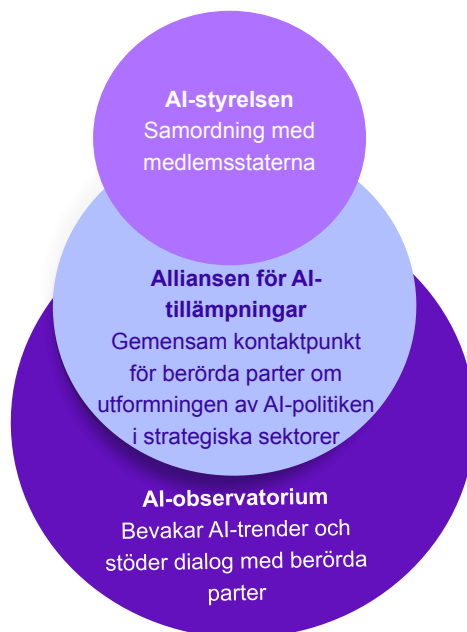 AI-styrelsen
Samordning med
medlemsstaterna
Alliansen för AI-
tillämpningar
Gemensam kontaktpunkt
för berörda parter om
utformningen av AI-politiken
i strategiska sektorer
AI-observatorium
Bevakar AI-trender och
stöder dialog med berörda
parter